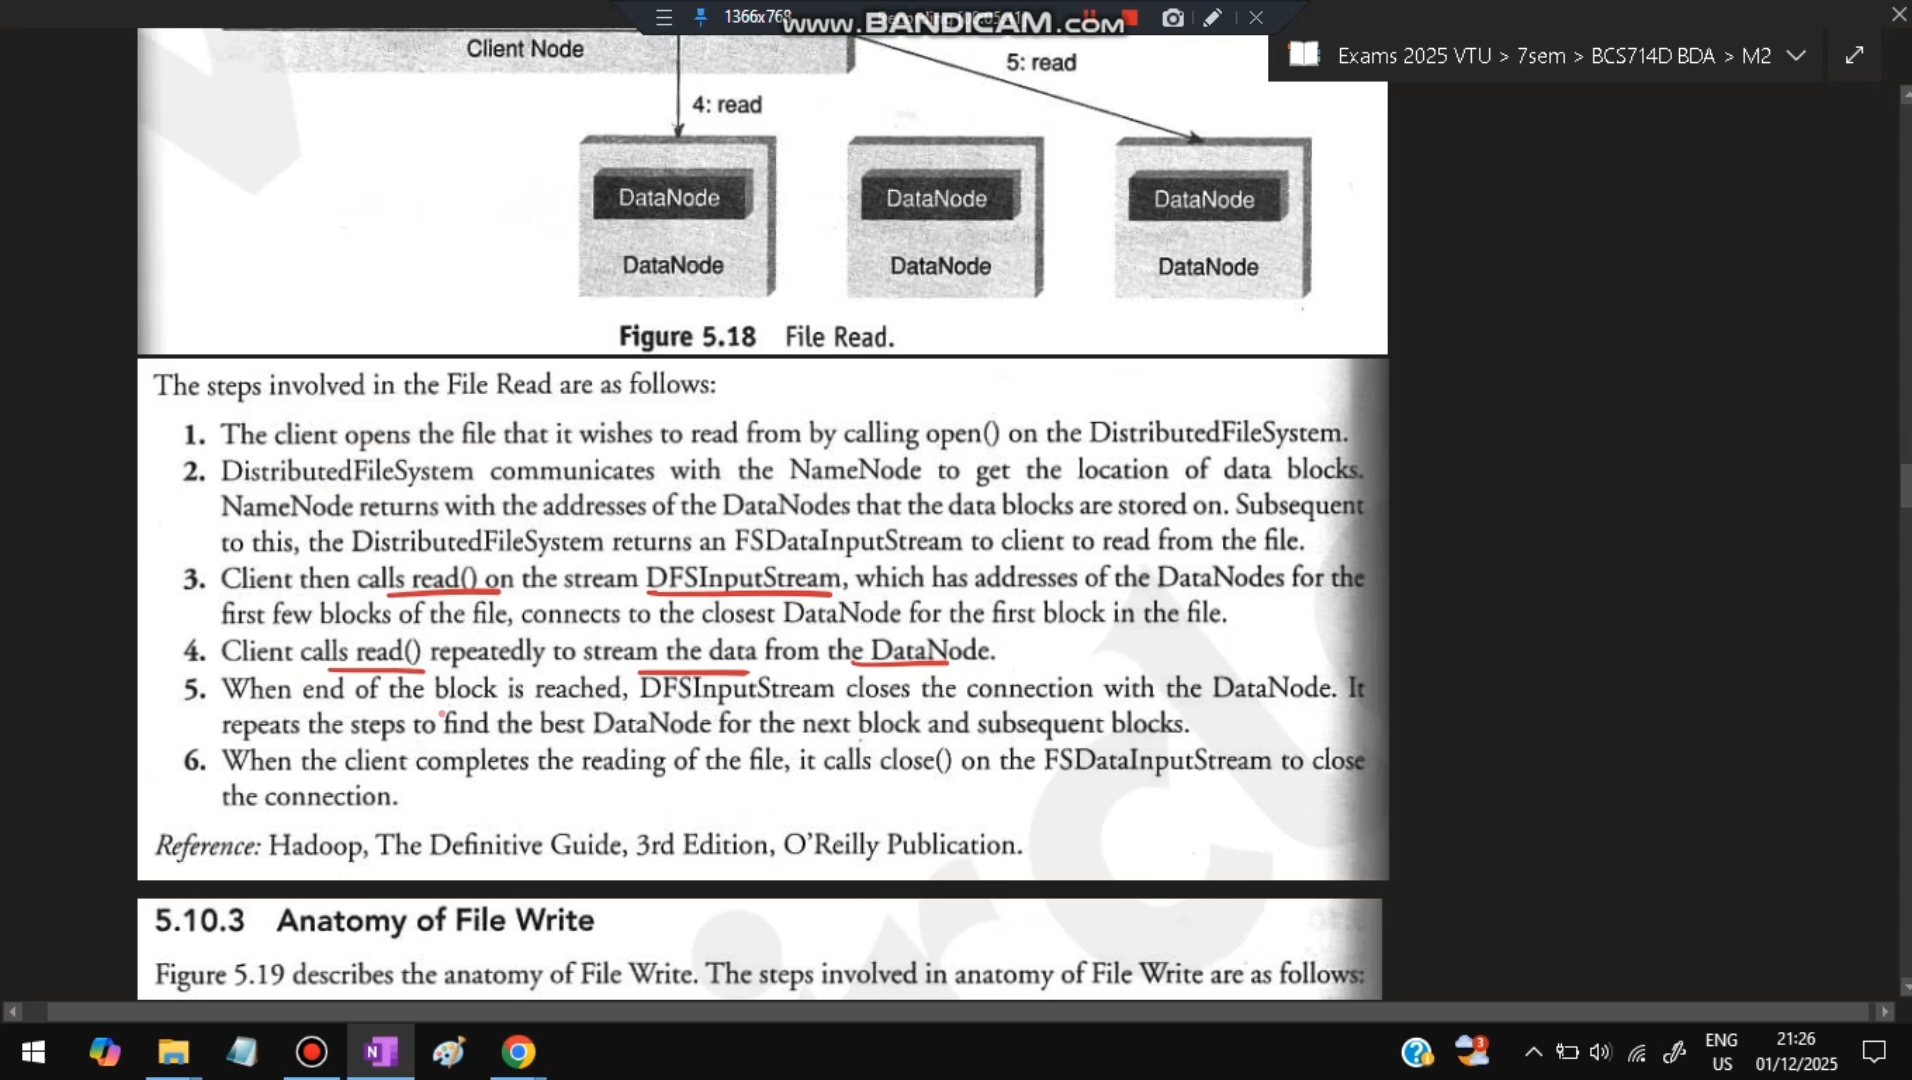 1366x768
www.BANDICAM.com
Exams 2025 VTU > 7sem > BCS714D BDA > M2
Client Node
5: read
4: read
DataNode
DataNode
DataNode
DataNode
DataNode
DataNode
Figure 5.18 File Read.
The steps involved in the File Read are as follows:
1. The client opens the file that it wishes to read from by calling open() on the DistributedFileSystem.
2. DistributedFileSystem communicates with the NameNode to get the location of data blocks.
NameNode returns with the addresses of the DataNodes that the data blocks are stored on. Subsequent
to this, the DistributedFileSystem returns an FSDataInputStream to client to read from the file.
3. Client then calls read() on the stream DFSInputStream, which has addresses of the DataNodes for the
first few blocks of the file, connects to the closest DataNode for the first block in the file.
4. Client calls read() repeatedly to stream the data from the DataNode.
5. When end of the block is reached, DFSInputStream closes the connection with the DataNode. It
repeats the steps to find the best DataNode for the next block and subsequent blocks.
6. When the client completes the reading of the file, it calls close() on the FSDataInputStream to close
the connection.
Reference: Hadoop, The Definitive Guide, 3rd Edition, O'Reilly Publication.
5.10.3 Anatomy of File Write
Figure 5.19 describes the anatomy of File Write. The steps involved in anatomy of File Write are as follows:
N
3
ENG
US
21:26
01/12/2025